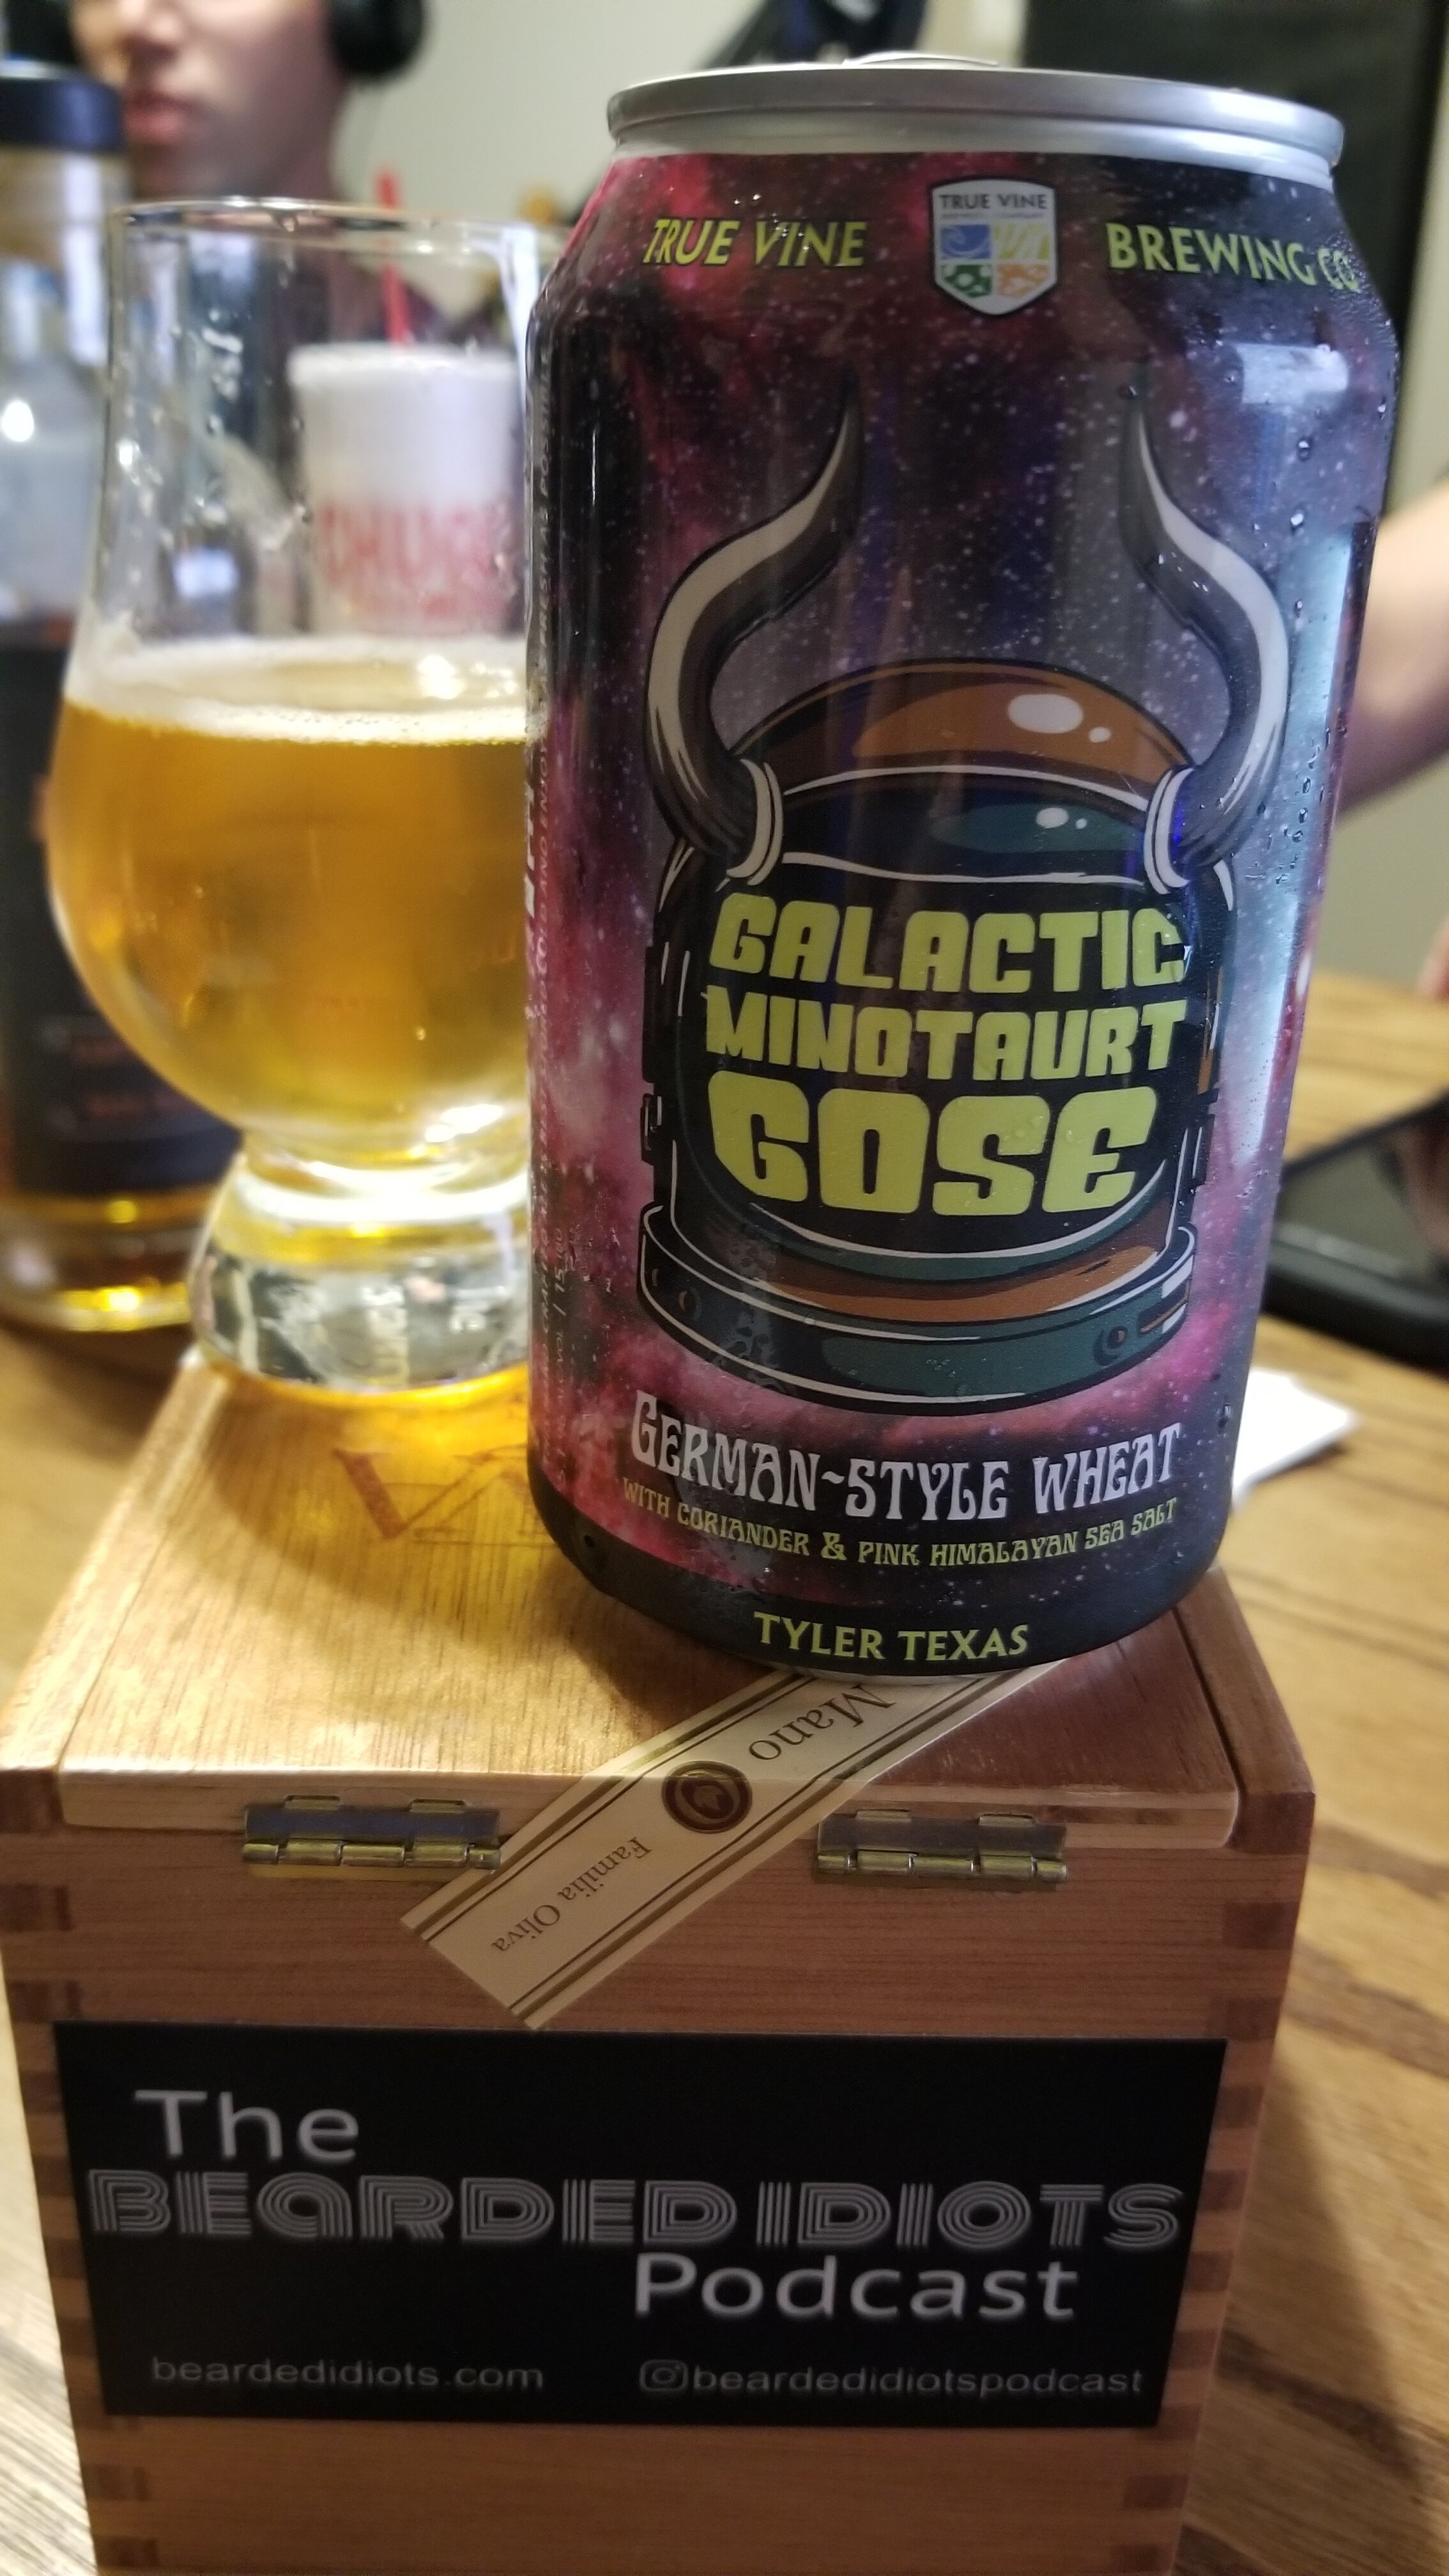 TRUE VINE
TRUE VINE
BREWING CO
GALACTIC
MINOTAURT
GOSE
GERMAN~STYLE WHEAT
WITH CORIANDER & PINK HIMALAYAN SEA SALT
TYLER TEXAS
Mano
Familia Oliva
The
BEARDED IDIOTS
Podcast
beardedidiots.com
beardedidiotspodcast